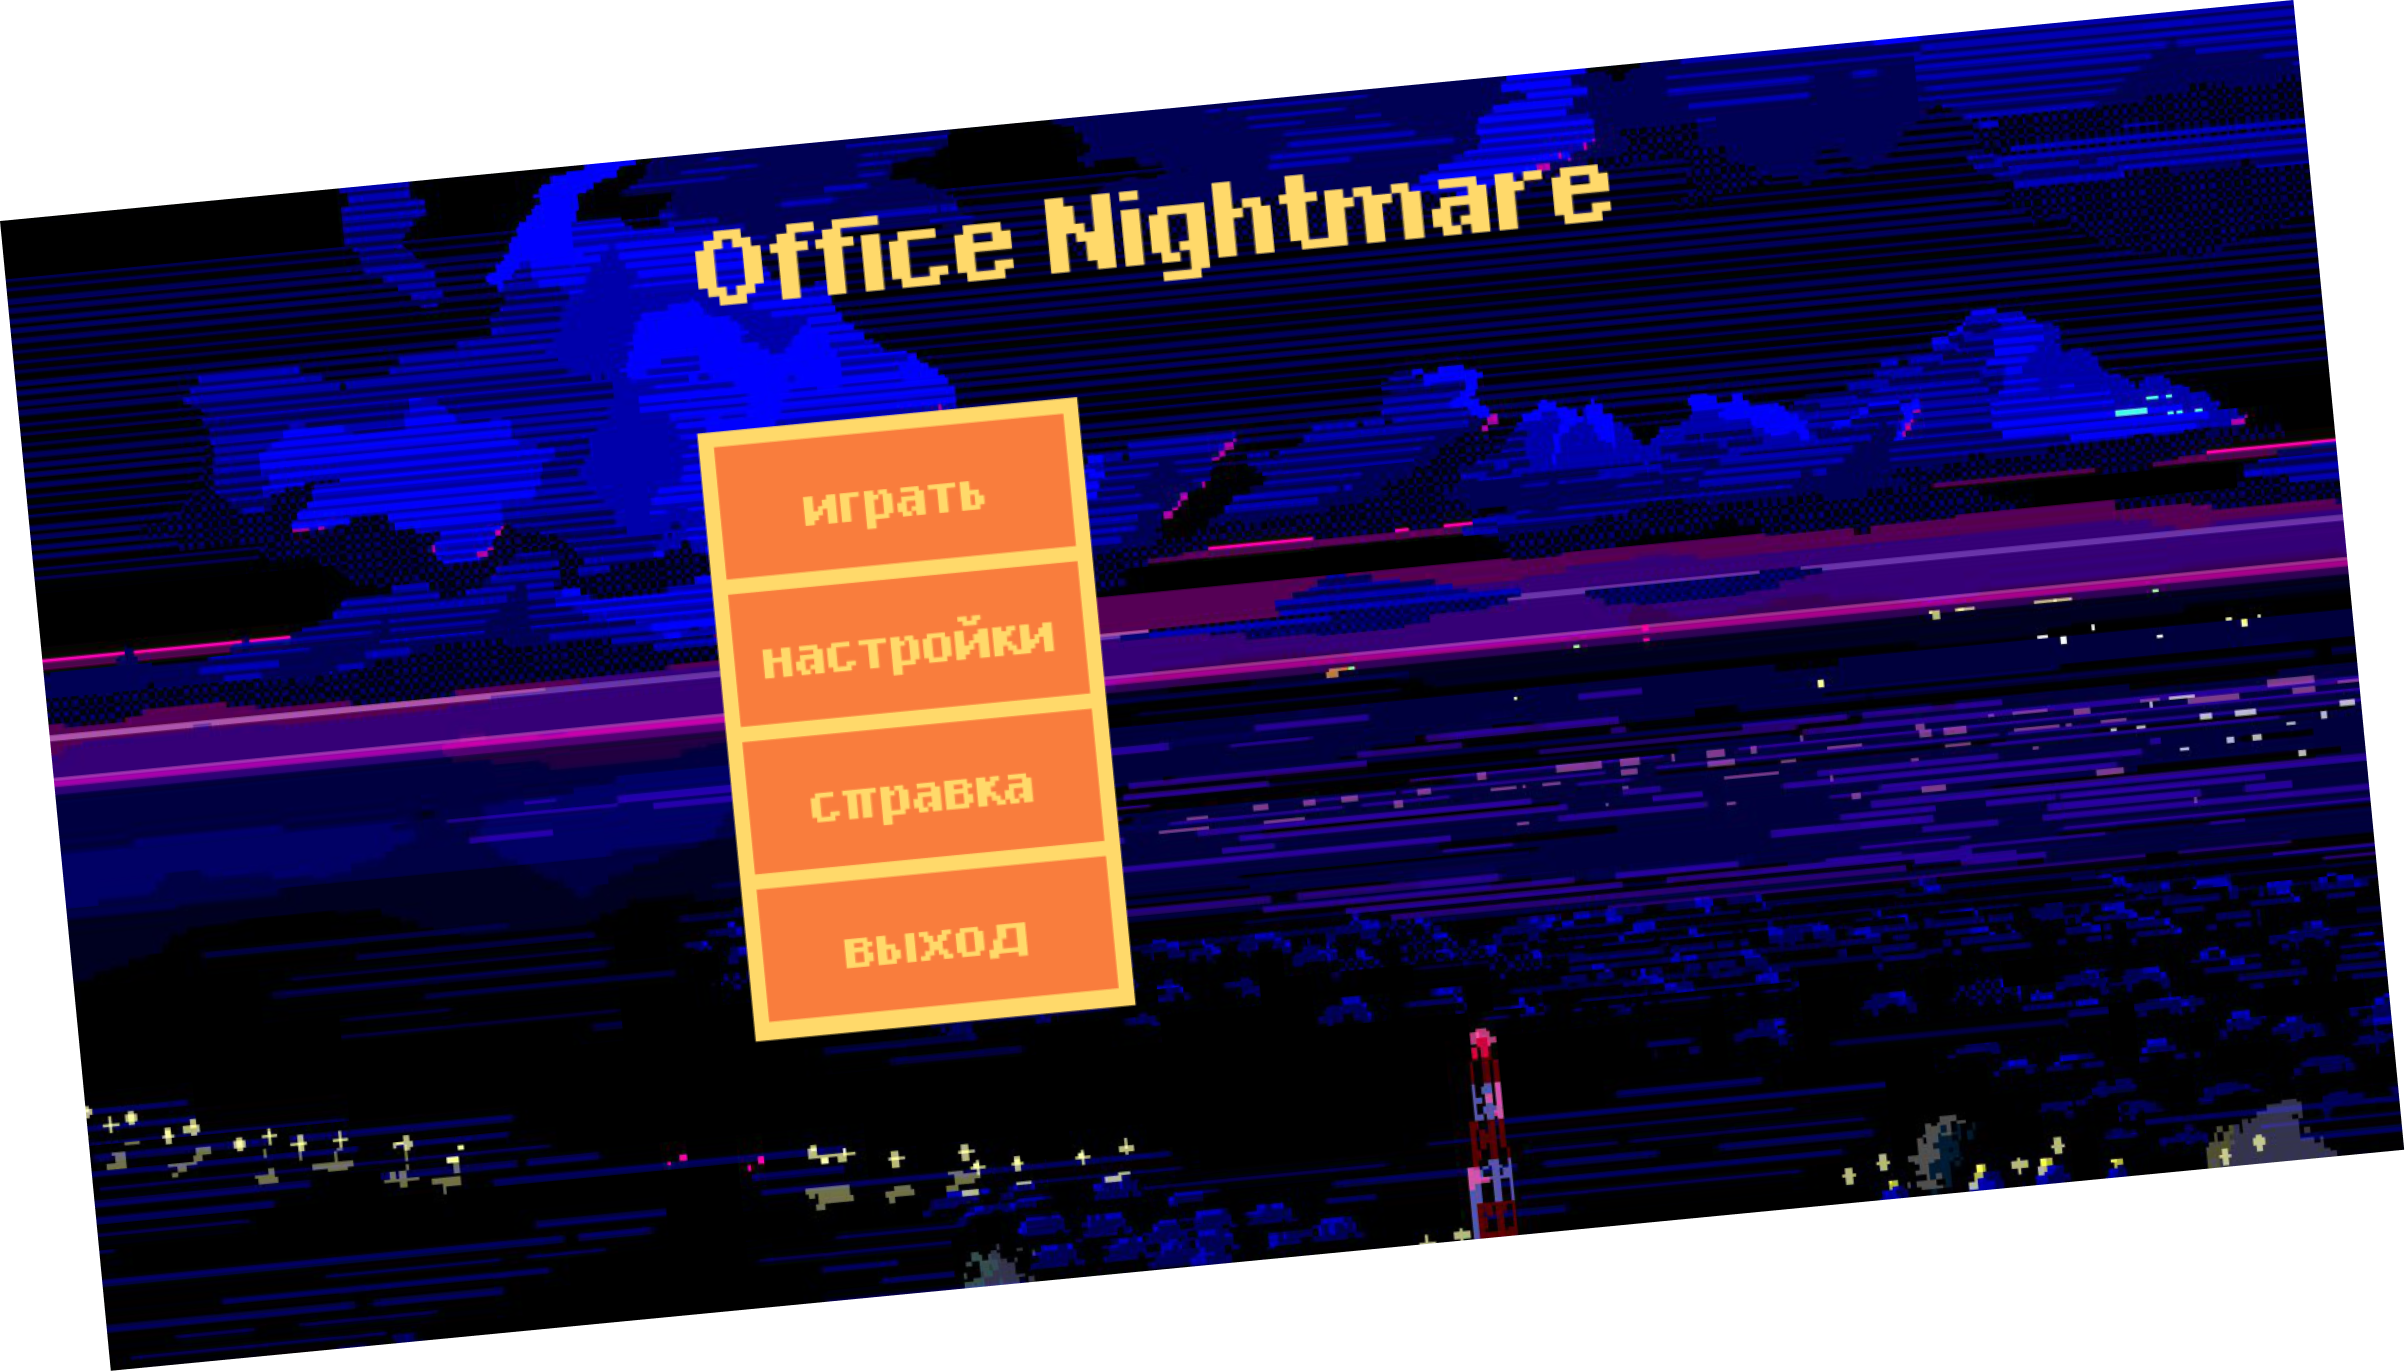 Office Nightmare
играть
настройки
справка
выход